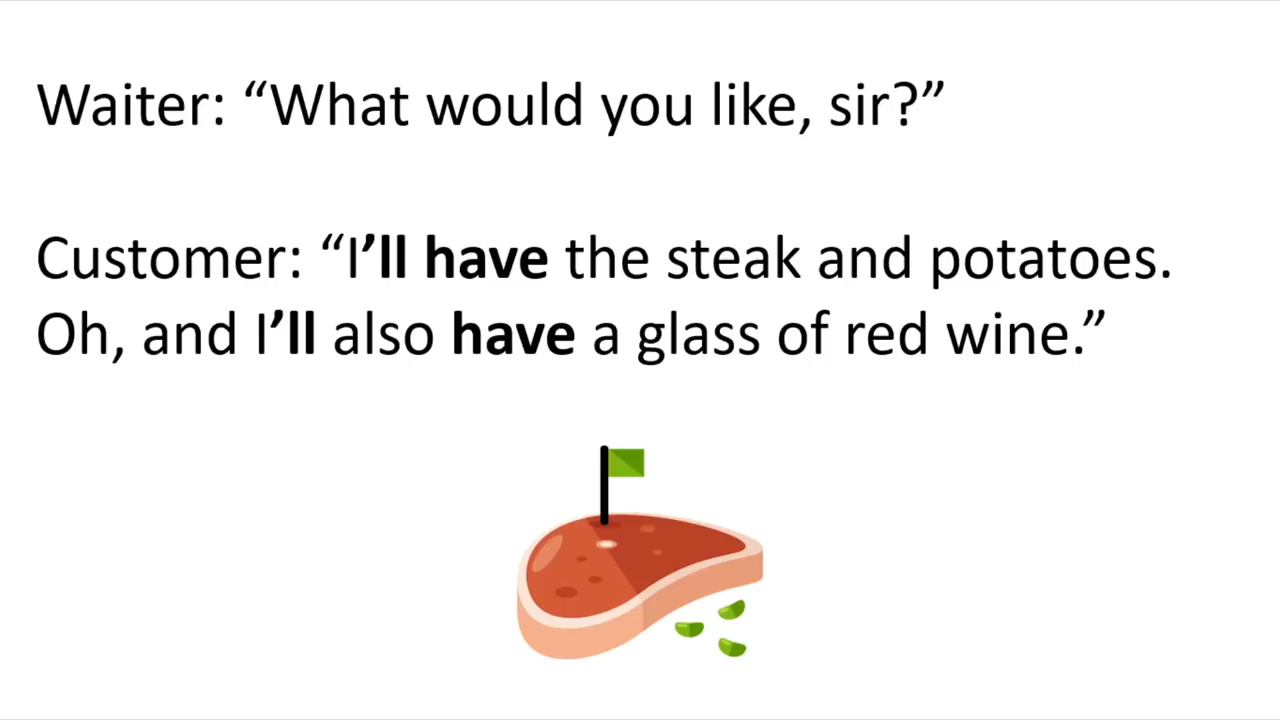 Waiter: “What would you like, sir?”
Customer: “I’ll have the steak and potatoes.
Oh, and I’ll also have a glass of red wine.”